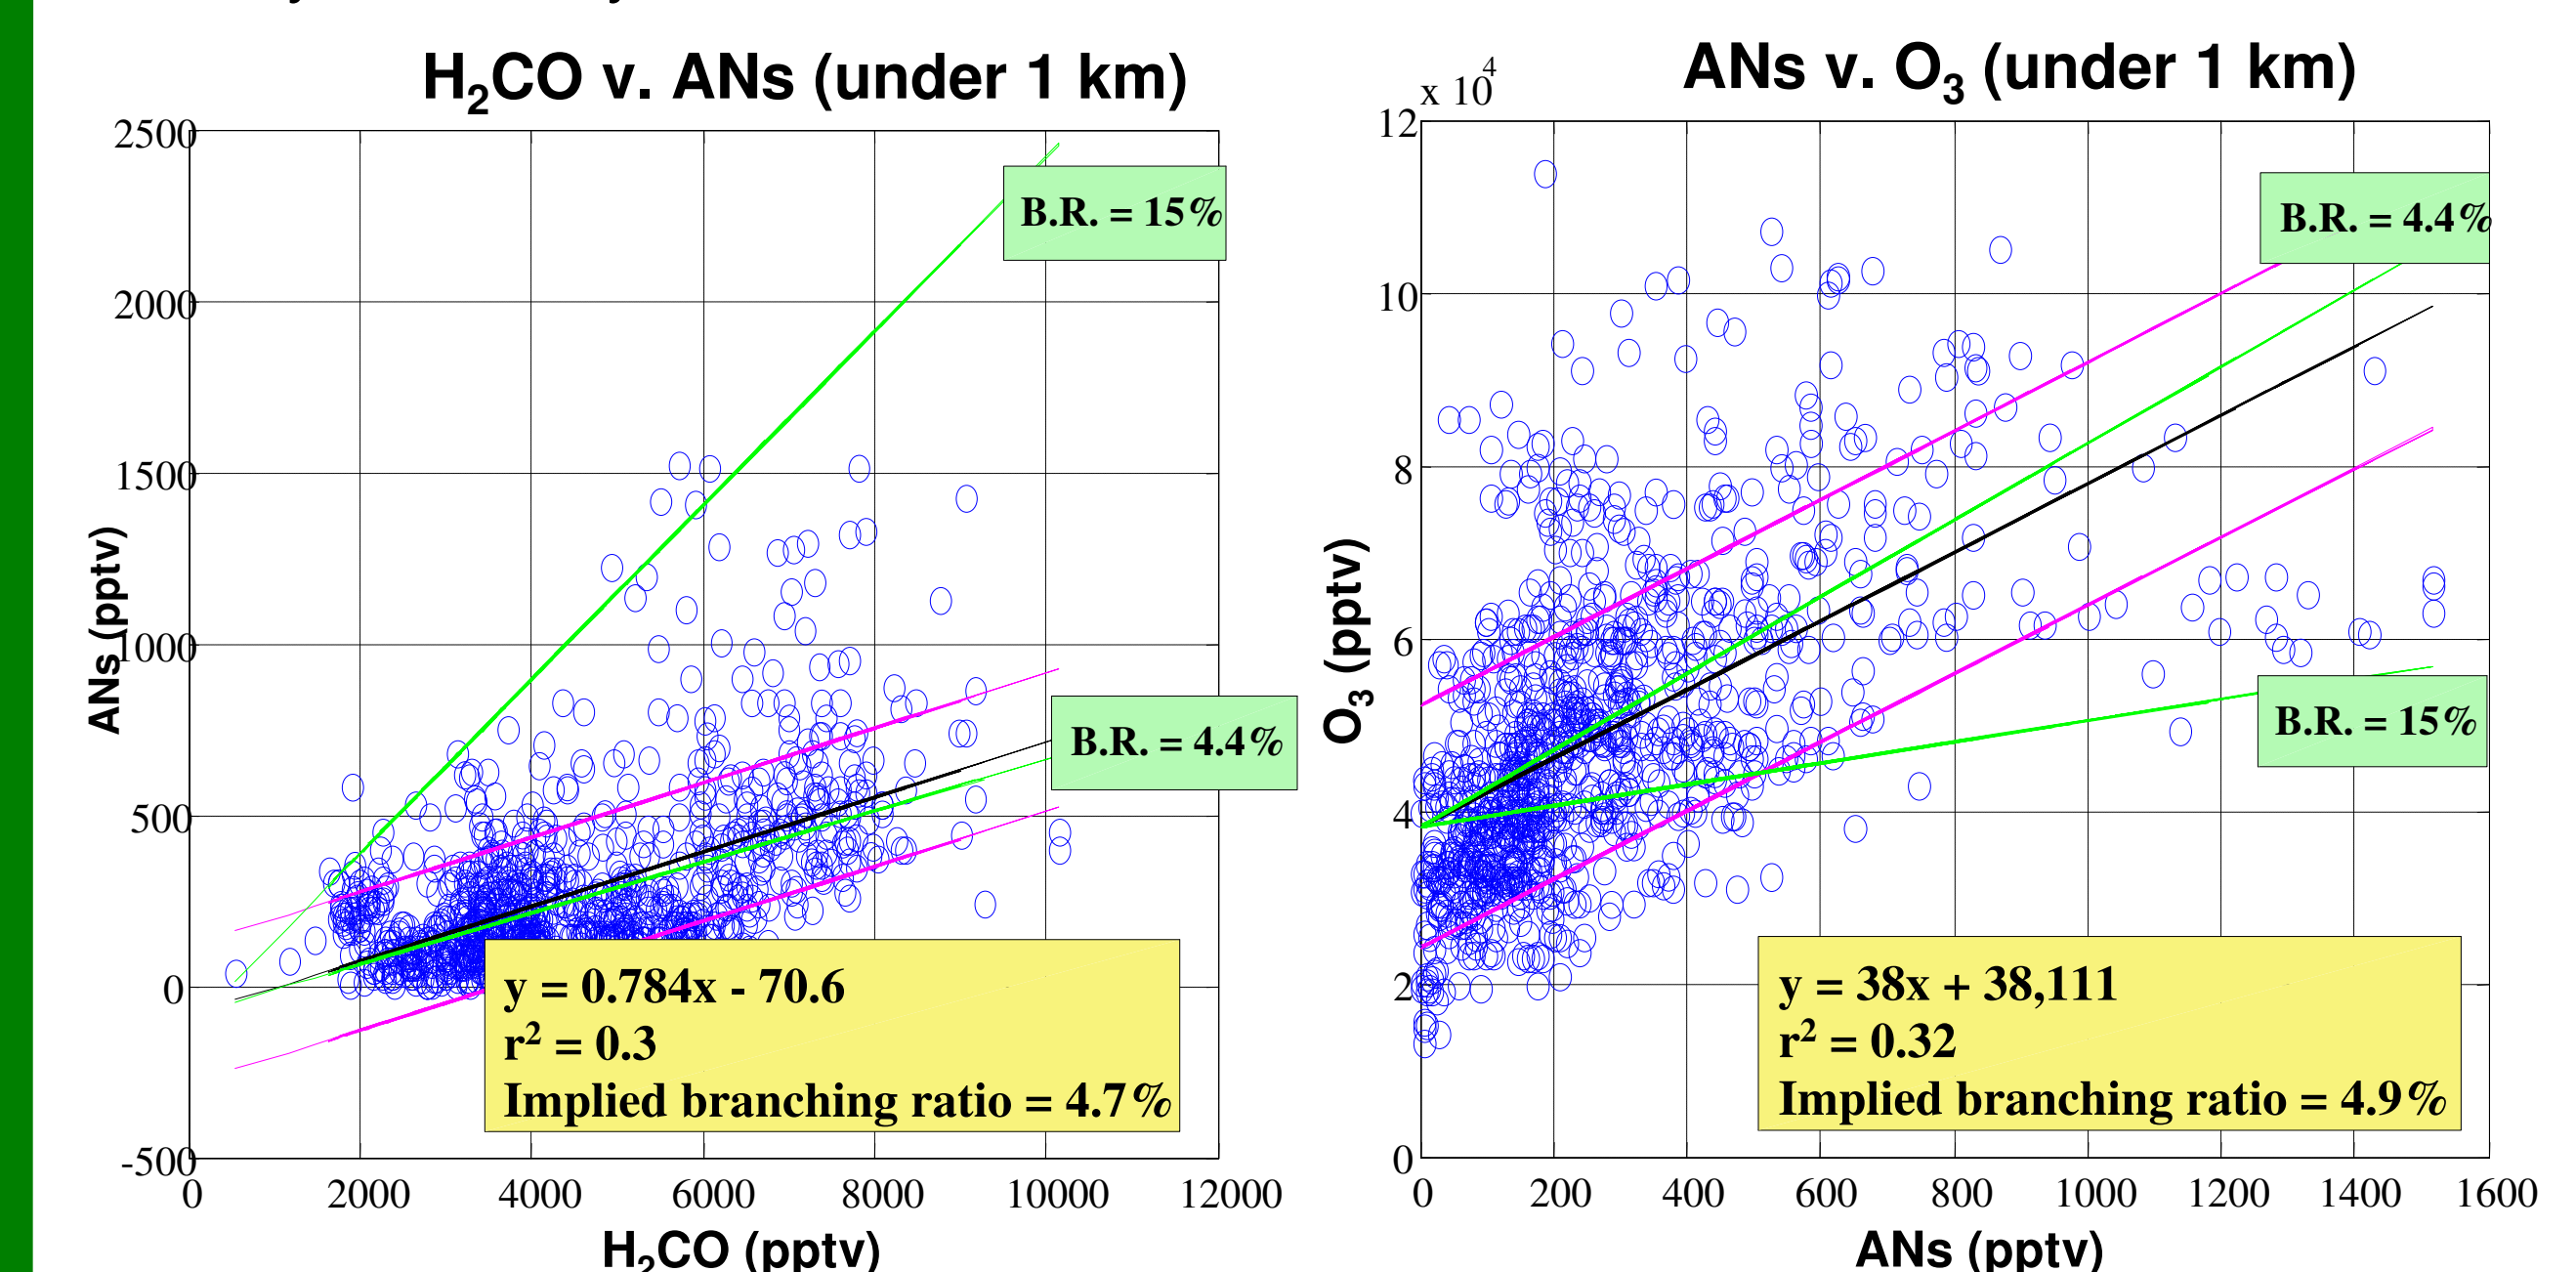 H2CO v. ANs (under 1 km)
2500
2000
1500
1000
500
0
-500
0 2000 4000 6000 8000 10000 12000
ANs (pptv)
H2CO (pptv)
B.R. = 15%
B.R. = 4.4%
y = 0.784x - 70.6
r² = 0.3
Implied branching ratio = 4.7%
ANs v. O3 (under 1 km)
x 10⁴
12
10
8
6
4
2
0
0 200 400 600 800 1000 1200 1400 1600
O3 (pptv)
ANs (pptv)
B.R. = 4.4%
B.R. = 15%
y = 38x + 38,111
r² = 0.32
Implied branching ratio = 4.9%